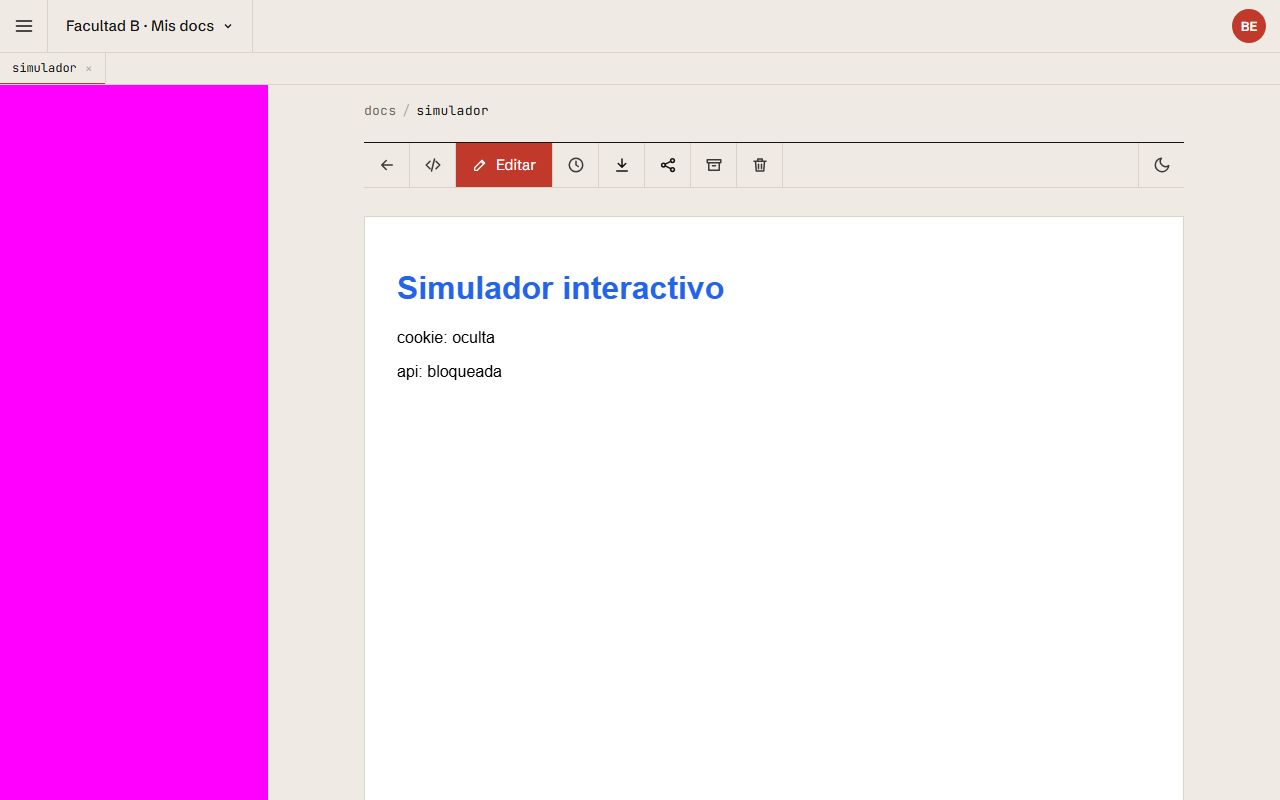 Facultad B · Mis docs
BE
simulador ×
docs / simulador
Editar
Simulador interactivo
cookie: oculta
api: bloqueada